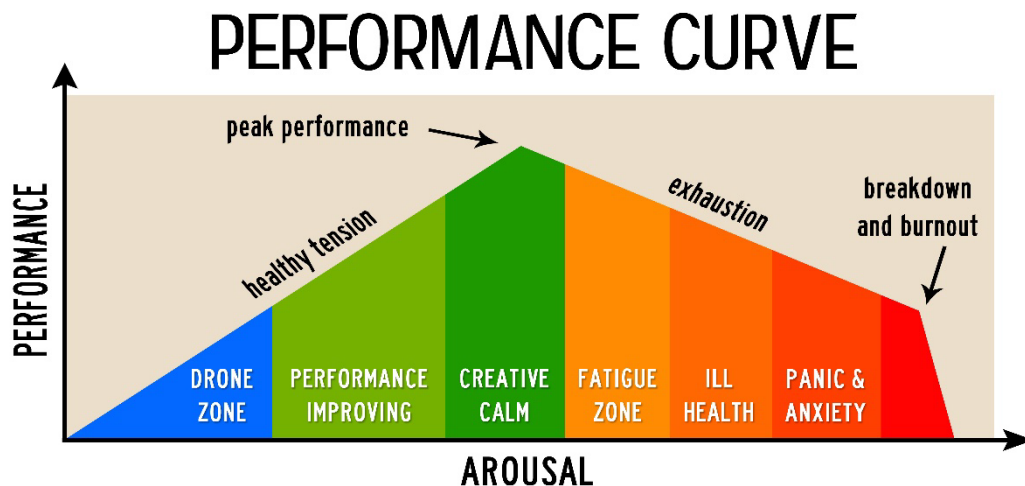 PERFORMANCE CURVE
peak performance
healthy tension
exhaustion
breakdown
and burnout
PERFORMANCE
DRONE
ZONE
PERFORMANCE
IMPROVING
CREATIVE
CALM
FATIGUE
ZONE
ILL
HEALTH
PANIC &
ANXIETY
AROUSAL